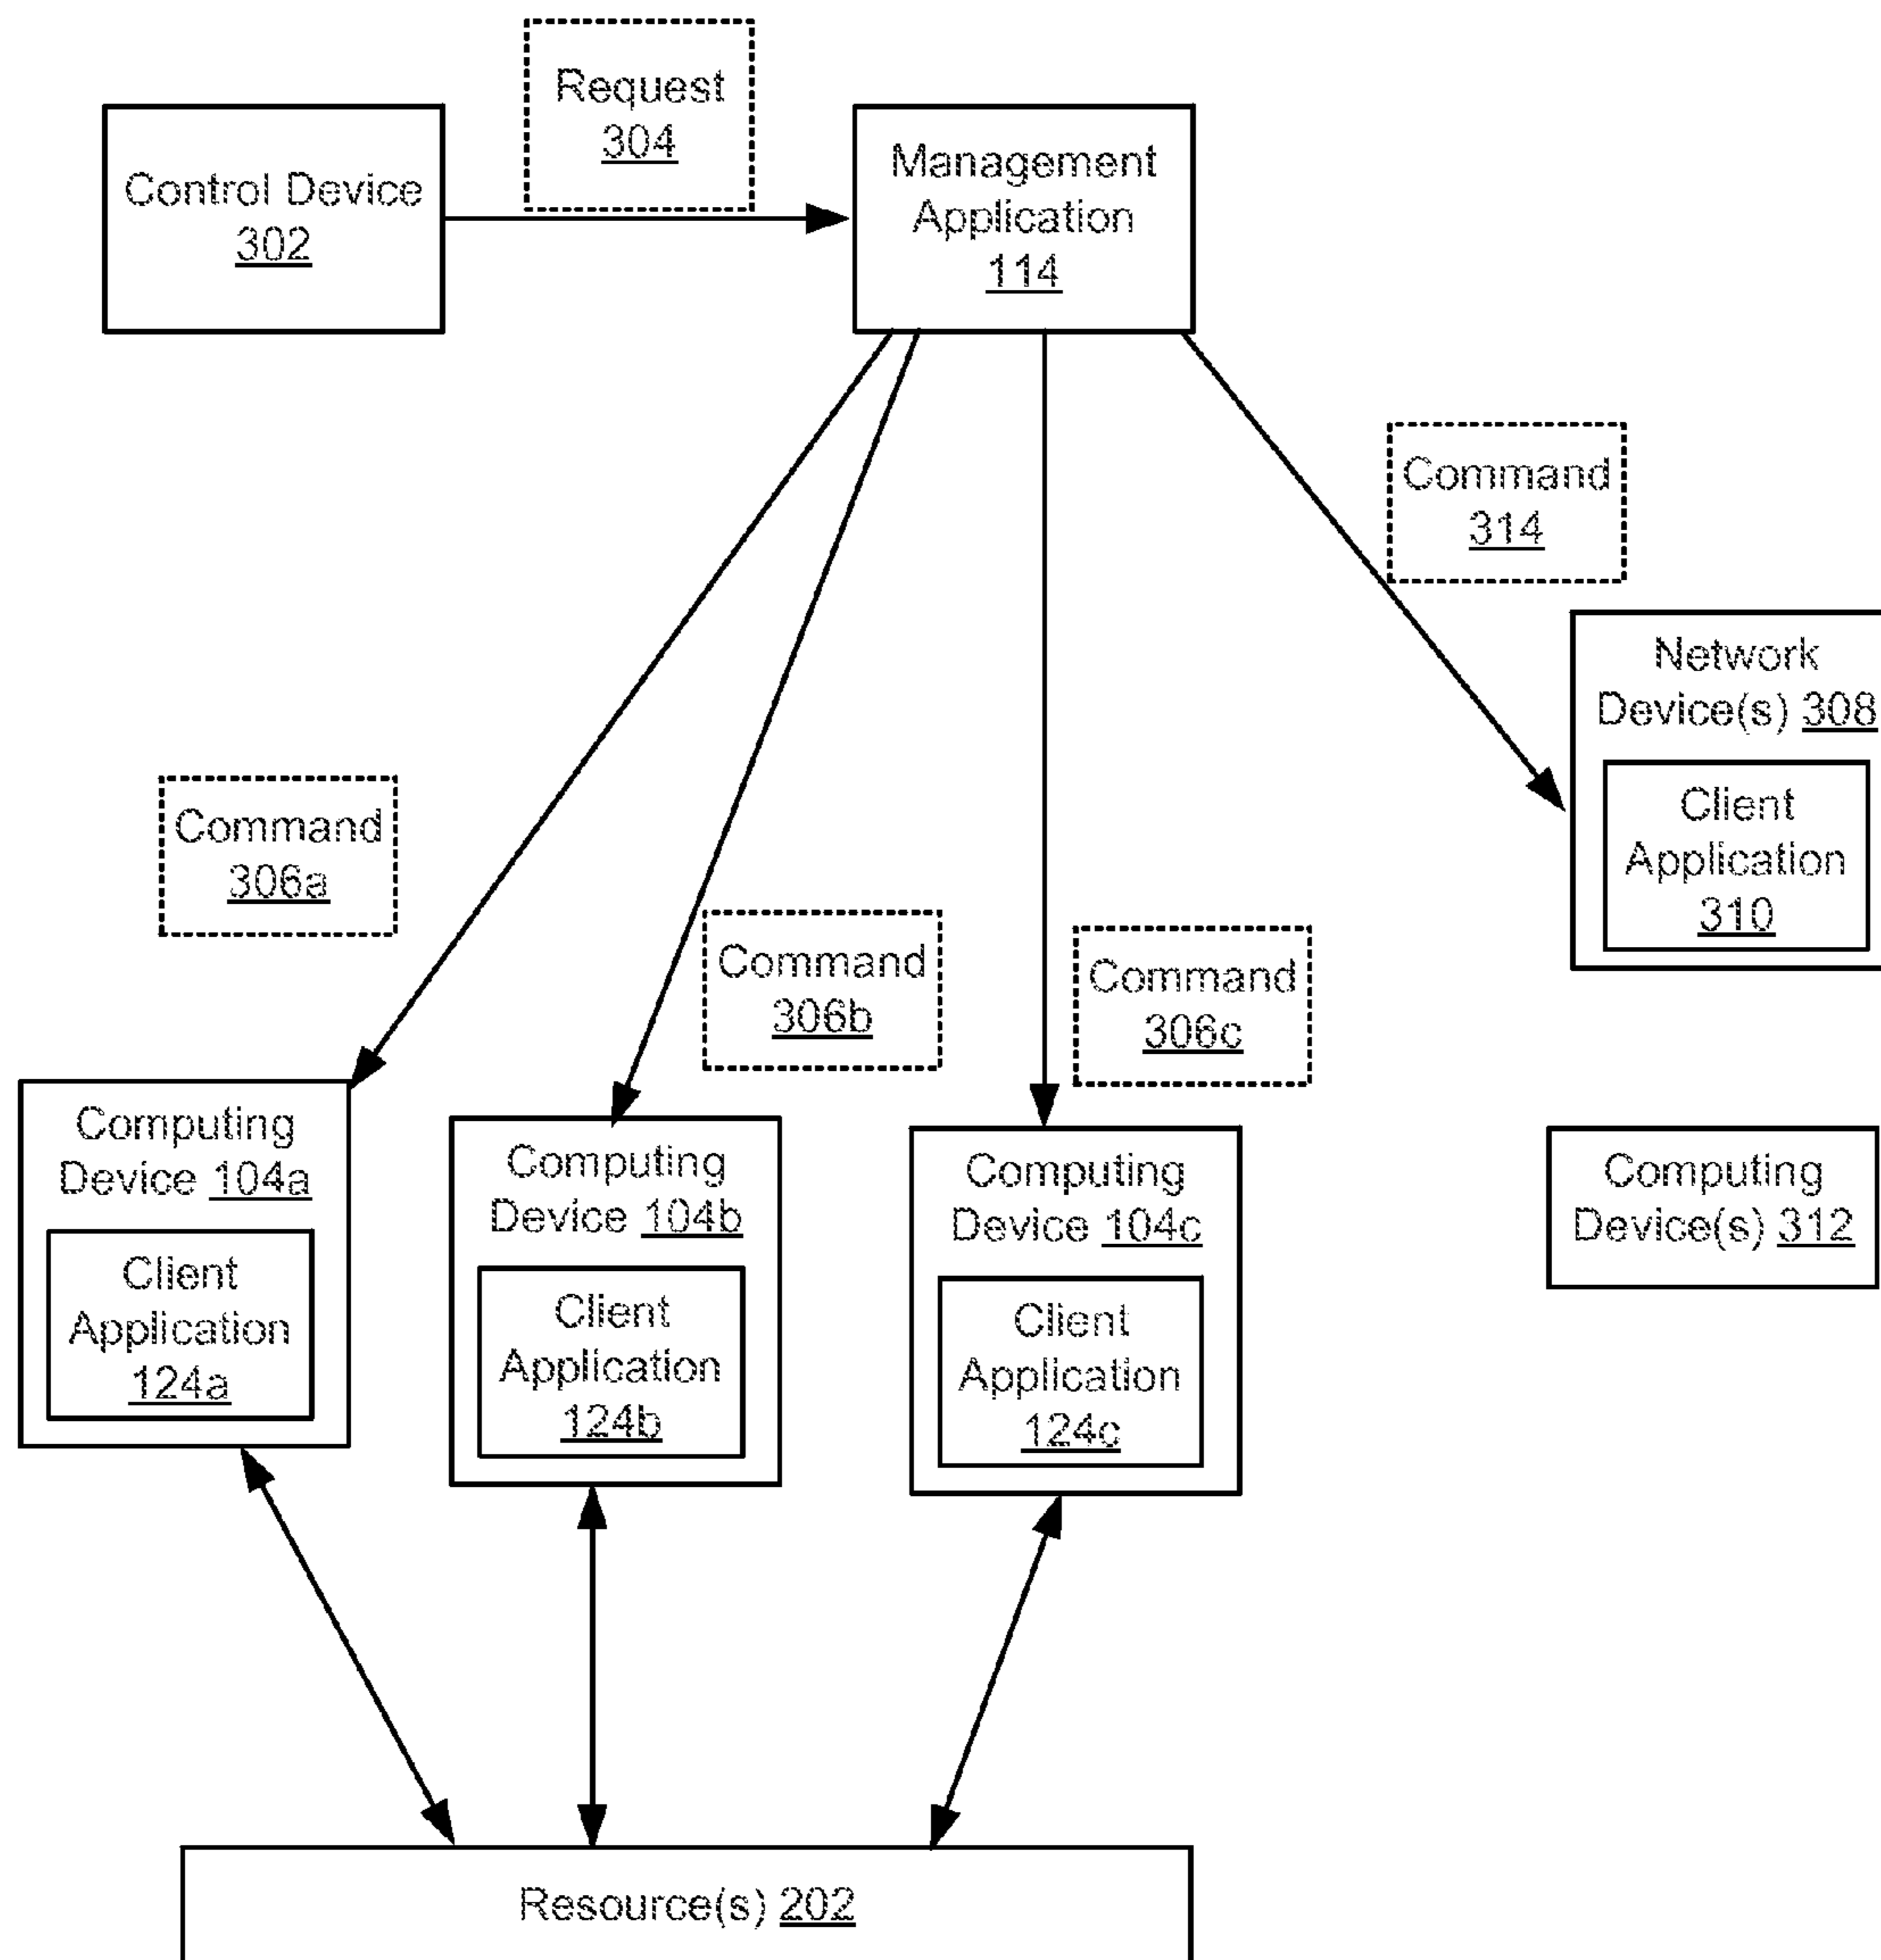 Request
304
Control Device
302
Management
Application
114
Command
314
Network
Device(s) 308
Client
Application
310
Command
306a
Command
306b
Command
306c
Computing
Device 104a
Client
Application
124a
Computing
Device 104b
Client
Application
124b
Computing
Device 104c
Client
Application
124c
Computing
Device(s) 312
Resource(s) 202